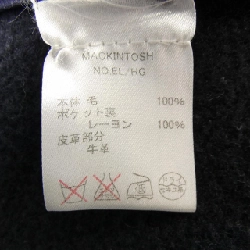 MACKINTOSH
NO.EL/HG
本体 毛 100%
ポケット裏
レーヨン 100%
皮革部分
牛革